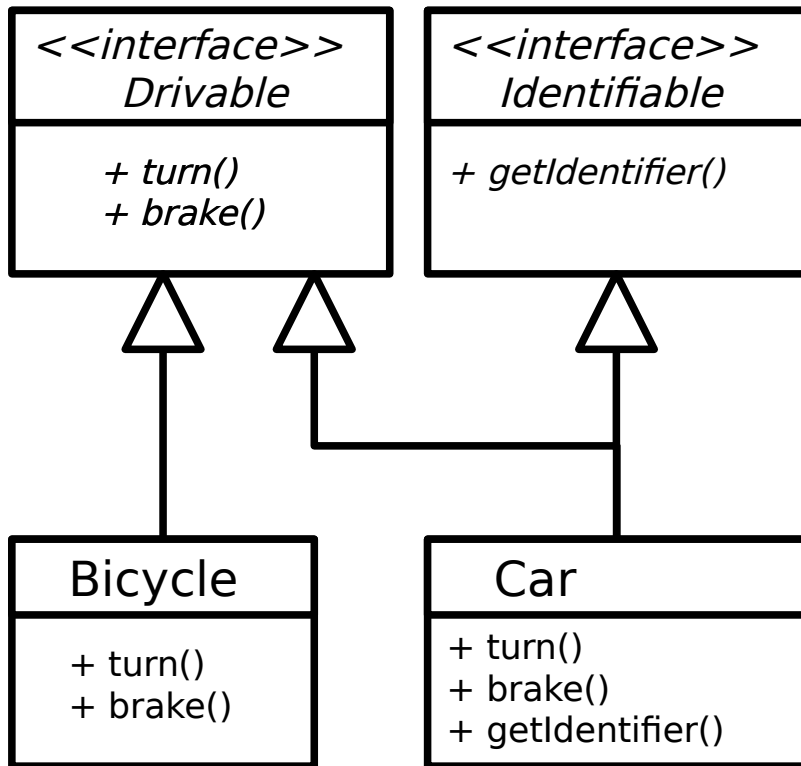 <<interface>>
Drivable
+ turn()
+ brake()
<<interface>>
Identifiable
+ getIdentifier()
Bicycle
+ turn()
+ brake()
Car
+ turn()
+ brake()
+ getIdentifier()